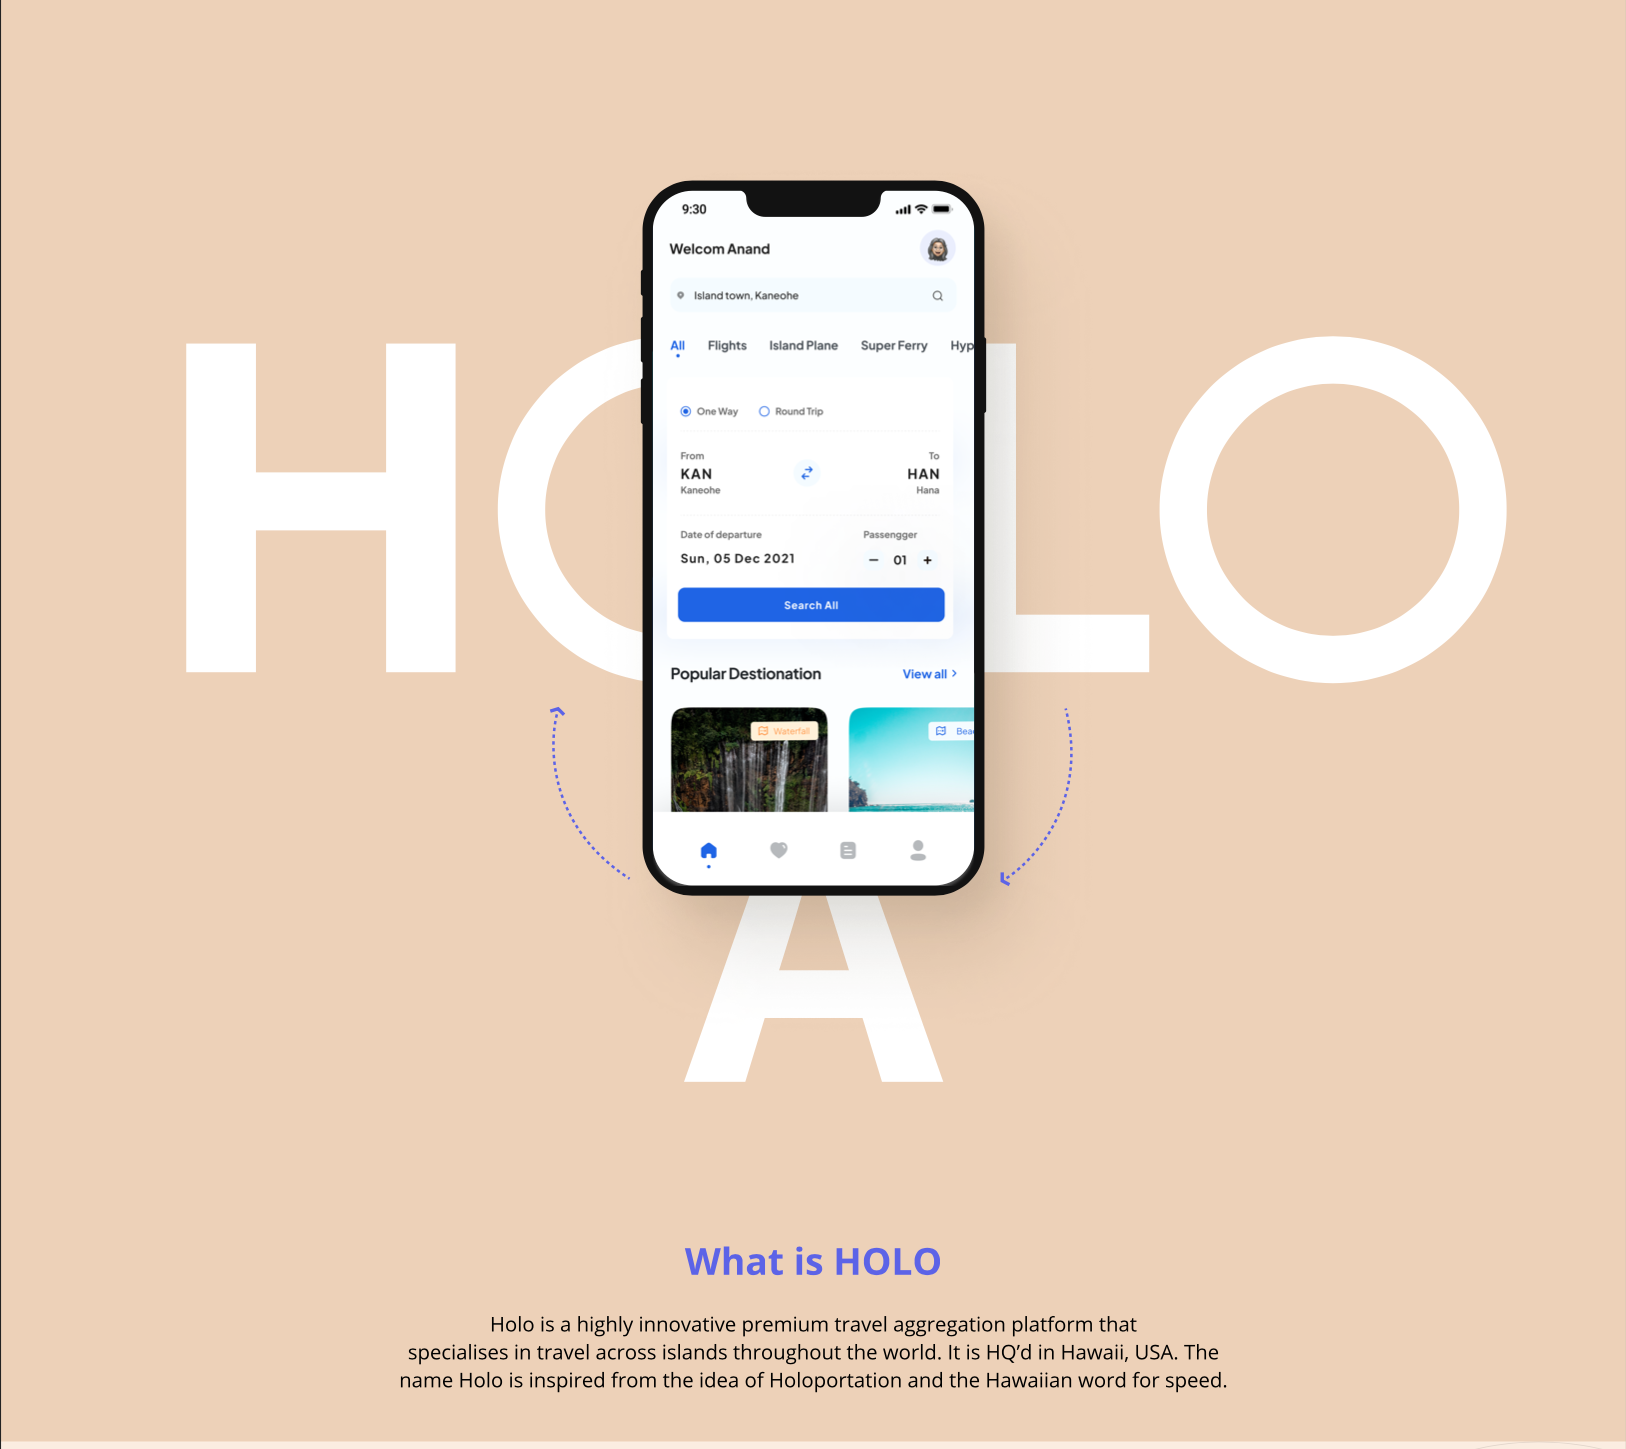 9:30
Welcom Anand
Island town, Kaneohe
All Flights Island Plane Super Ferry Hyp
One Way Round Trip
From To
KAN HAN
Kaneohe Hana
Date of departure Passengger
Sun, 05 Dec 2021 01
Search All
Popular Destionation View all
Waterfall Beac
HOLO
A
What is HOLO
Holo is a highly innovative premium travel aggregation platform that
specialises in travel across islands throughout the world. It is HQ’d in Hawaii, USA. The
name Holo is inspired from the idea of Holoportation and the Hawaiian word for speed.